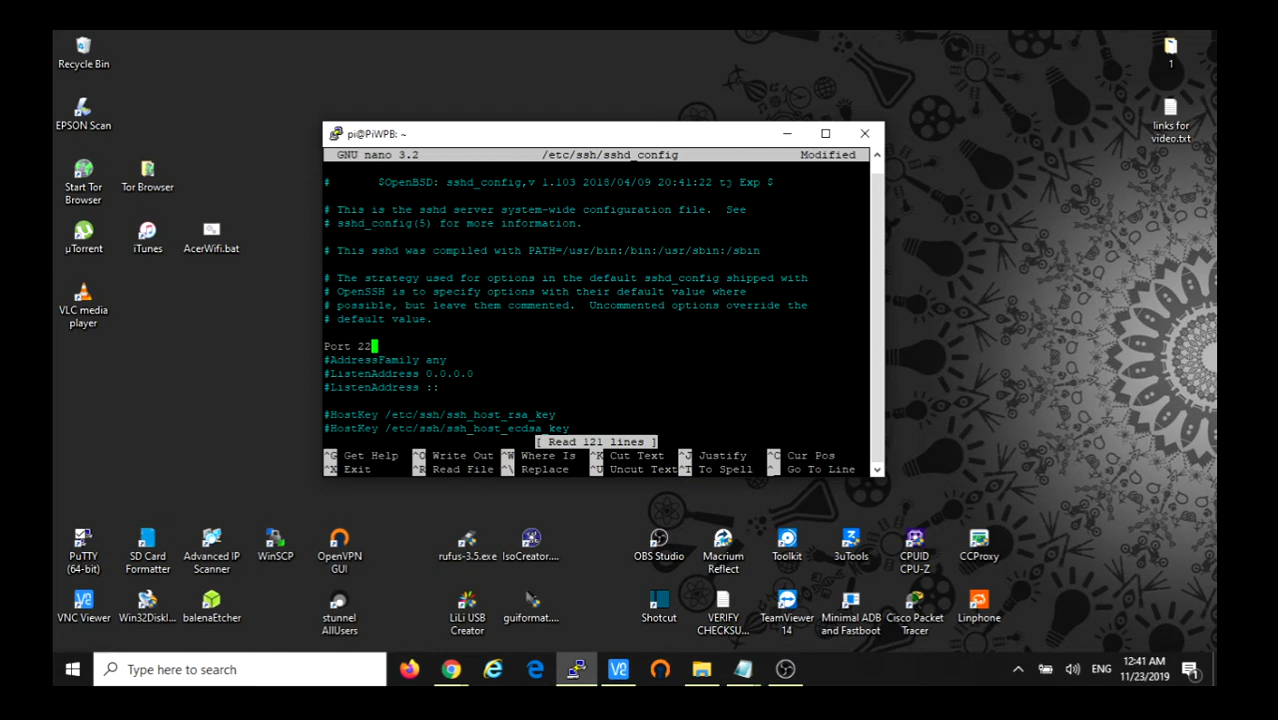 Recycle Bin
1
EPSON Scan
links for
video.txt
Start Tor
Browser
Tor Browser
µTorrent
iTunes
AcerWifi.bat
VLC media
player
pi@PiWPB: ~
GNU nano 3.2 /etc/ssh/sshd_config Modified
# $OpenBSD: sshd_config,v 1.103 2018/04/09 20:41:22 tj Exp $
# This is the sshd server system-wide configuration file. See
# sshd_config(5) for more information.
# This sshd was compiled with PATH=/usr/bin:/bin:/usr/sbin:/sbin
# The strategy used for options in the default sshd_config shipped with
# OpenSSH is to specify options with their default value where
# possible, but leave them commented. Uncommented options override the
# default value.
Port 22
#AddressFamily any
#ListenAddress 0.0.0.0
#ListenAddress ::
#HostKey /etc/ssh/ssh_host_rsa_key
#HostKey /etc/ssh/ssh_host_ecdsa_key
[ Read 121 lines ]
^G Get Help ^O Write Out ^W Where Is ^K Cut Text ^J Justify ^C Cur Pos
^X Exit ^R Read File ^\ Replace ^U Uncut Text ^T To Spell ^_ Go To Line
PuTTY
(64-bit)
SD Card
Formatter
Advanced IP
Scanner
WinSCP
OpenVPN
GUI
rufus-3.5.exe
IsoCreator....
OBS Studio
Macrium
Reflect
Toolkit
3uTools
CPUID
CPU-Z
CCProxy
VNC Viewer
Win32Diskl...
balenaEtcher
stunnel
AllUsers
LiLi USB
Creator
guiformat....
Shotcut
VERIFY
CHECKSU...
TeamViewer
14
Minimal ADB
and Fastboot
Cisco Packet
Tracer
Linphone
Type here to search
ENG
12:41 AM
11/23/2019
1